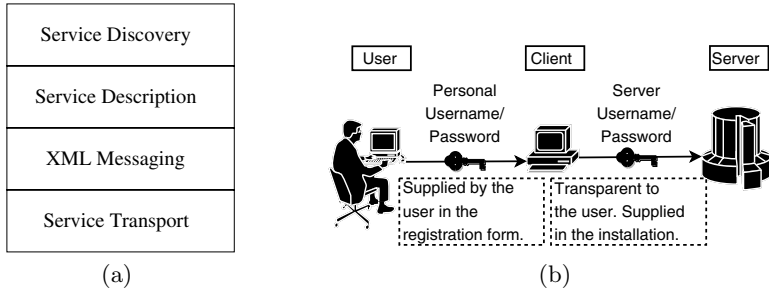 Service Discovery
Service Description
XML Messaging
Service Transport
(a)
User
Client
Server
Personal
Username/
Password
Server
Username/
Password
Supplied by the
user in the
registration form.
Transparent to
the user. Supplied
in the installation.
(b)